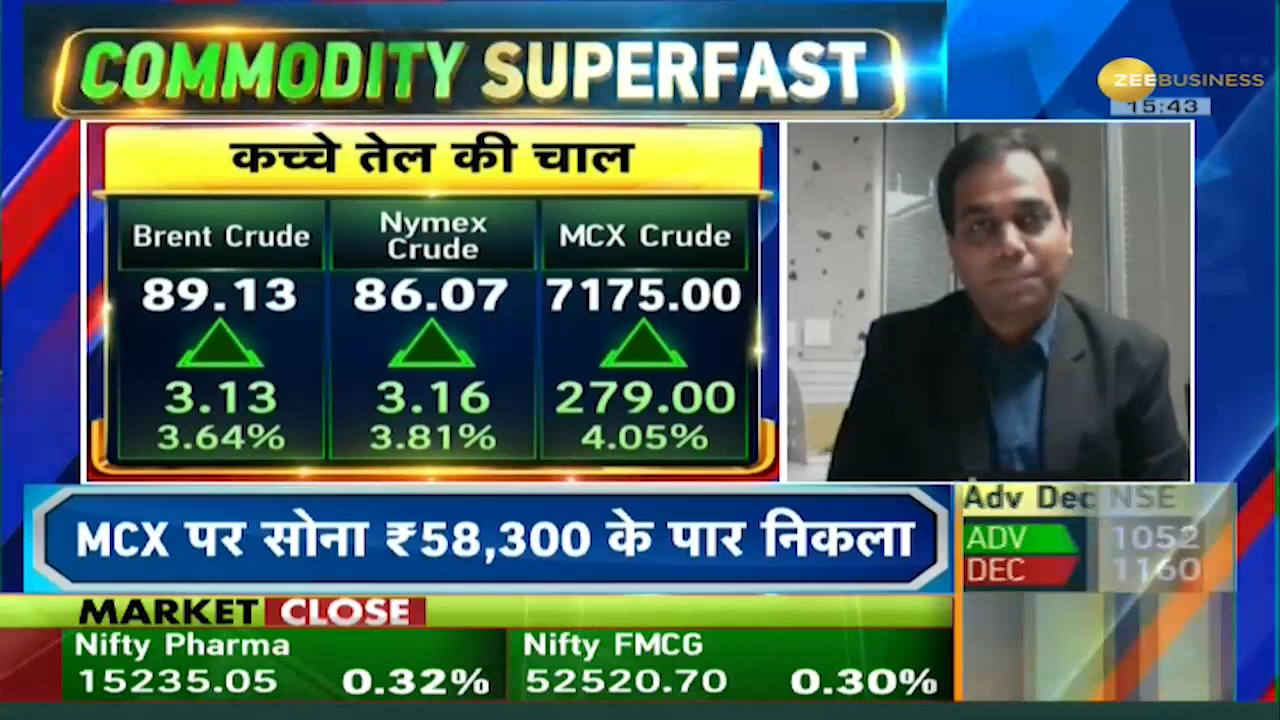 COMMODITY SUPERFAST
ZEEBUSINESS
15:43
कच्चे तेल की चाल
Brent Crude
89.13
3.13
3.64%
Nymex
Crude
86.07
3.16
3.81%
MCX Crude
7175.00
279.00
4.05%
MCX पर सोना ₹58,300 के पार निकला
Adv Dec NSE
ADV 1052
DEC 1160
MARKET CLOSE
Nifty Pharma
15235.05 0.32%
Nifty FMCG
52520.70 0.30%